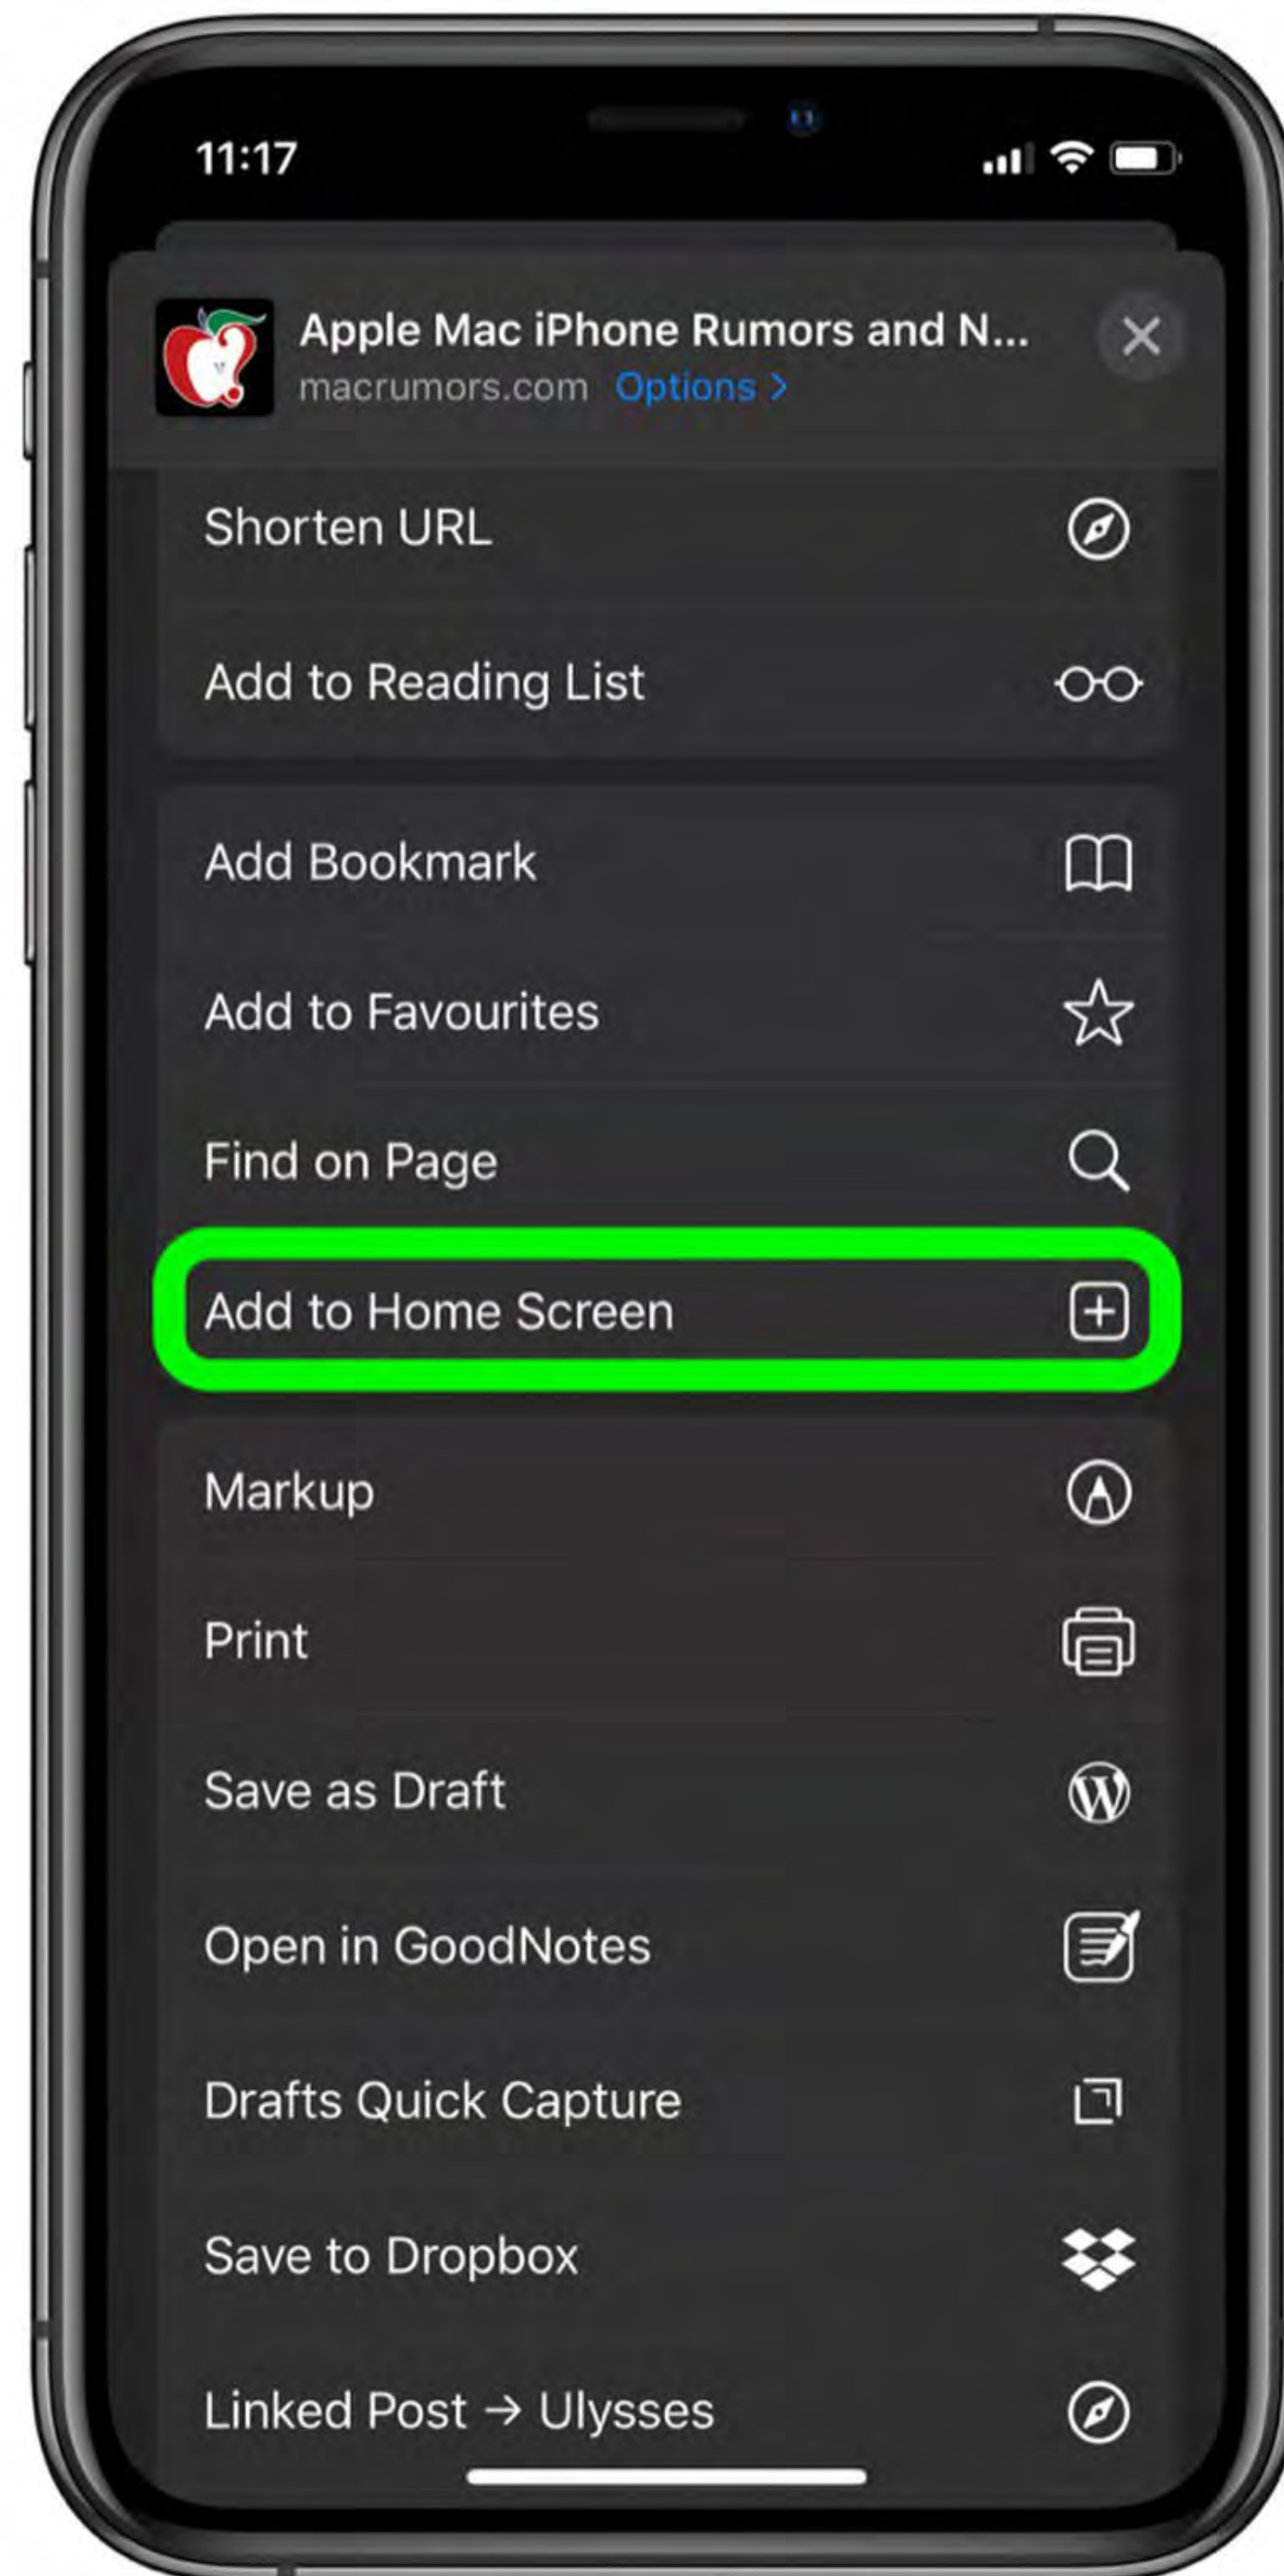 11:17
Apple Mac iPhone Rumors and N...
macrumors.com Options >
Shorten URL
Add to Reading List
Add Bookmark
Add to Favourites
Find on Page
Add to Home Screen
Markup
Print
Save as Draft
Open in GoodNotes
Drafts Quick Capture
Save to Dropbox
Linked Post → Ulysses